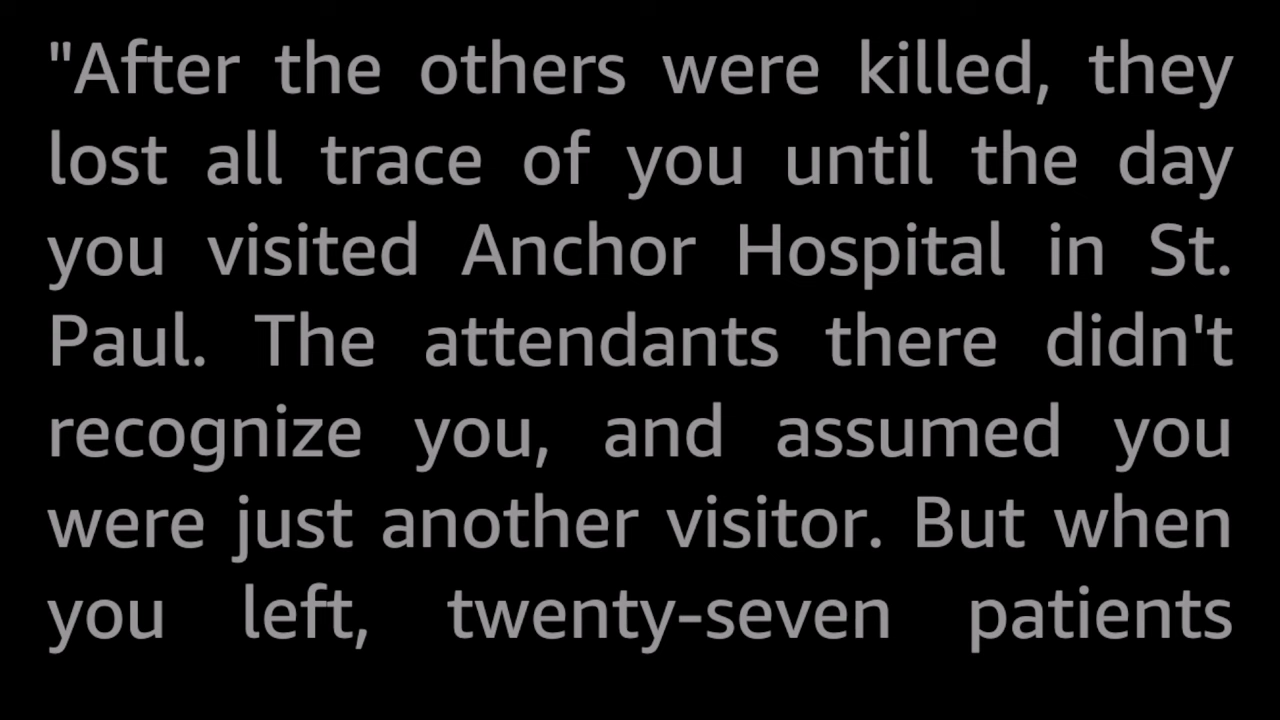 "After the others were killed, they
lost all trace of you until the day
you visited Anchor Hospital in St.
Paul. The attendants there didn't
recognize you, and assumed you
were just another visitor. But when
you left, twenty-seven patients